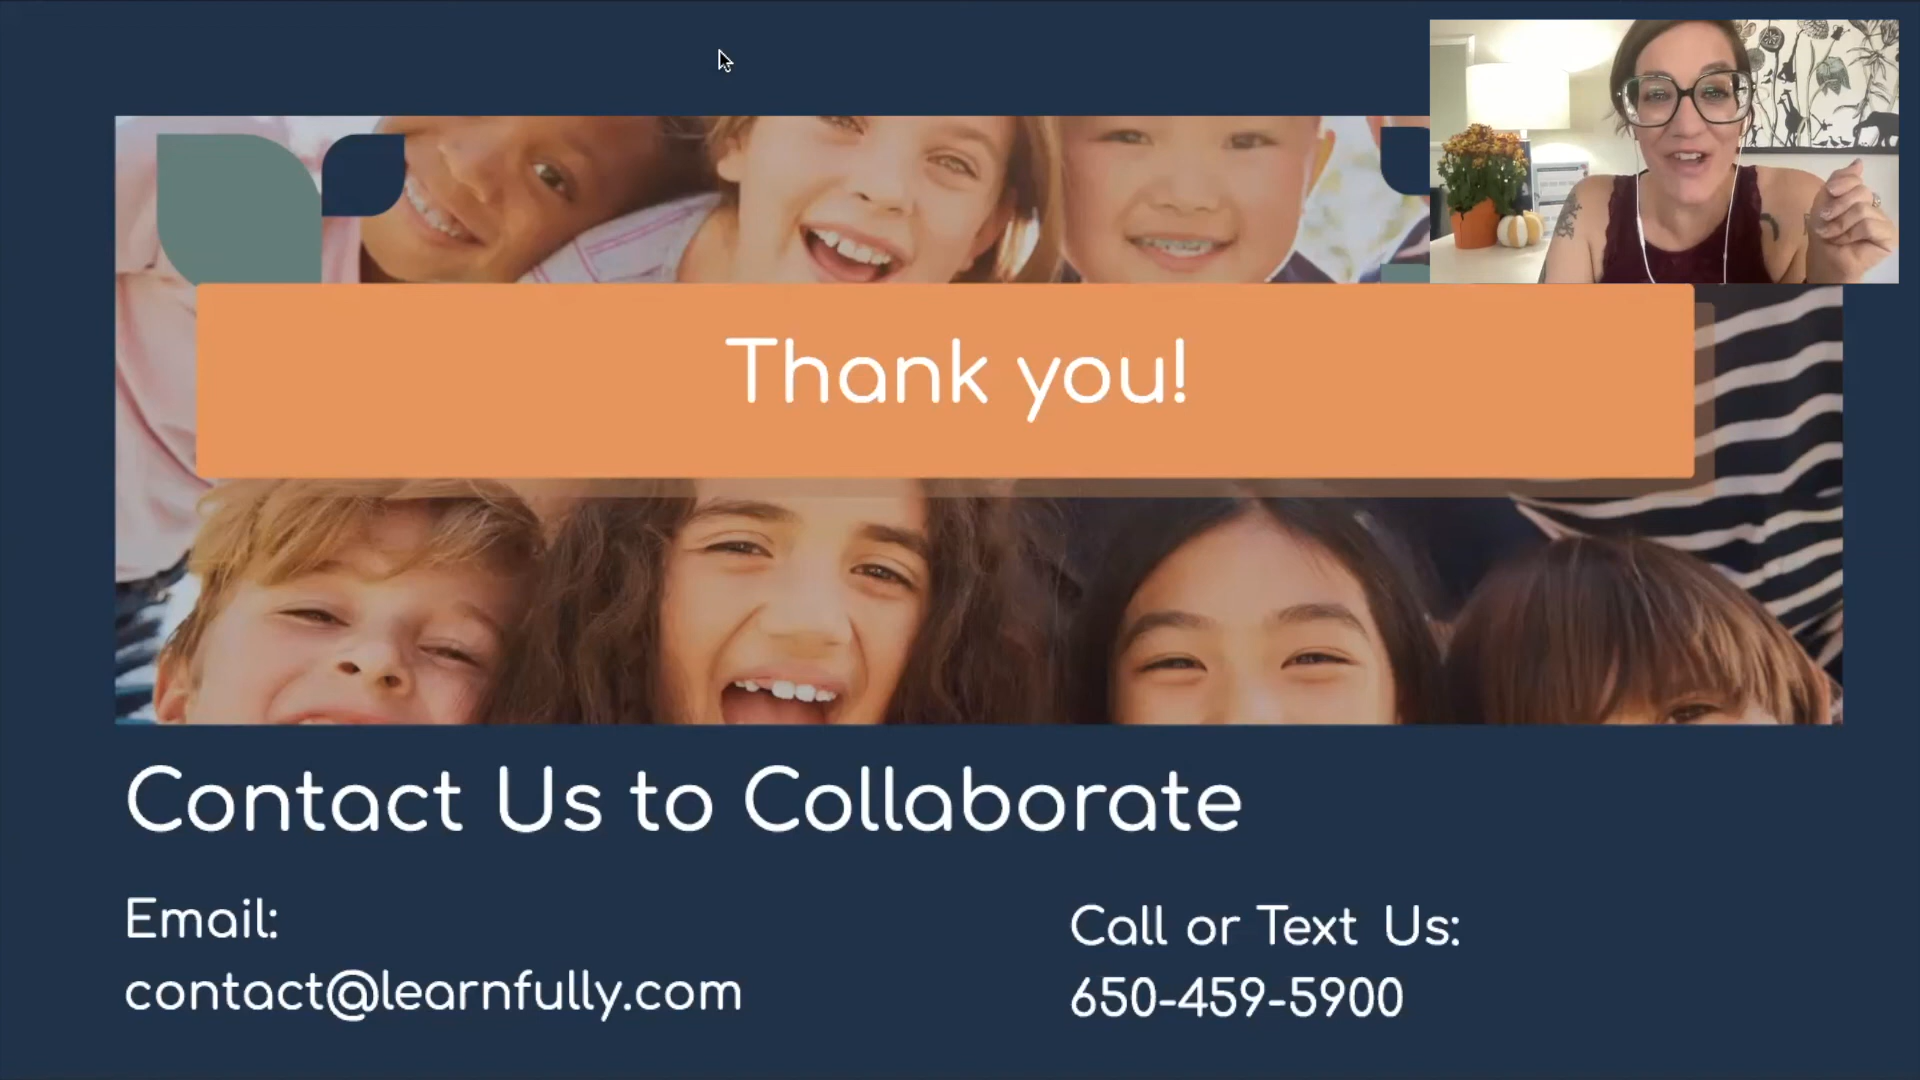 Thank you!
Contact Us to Collaborate
Email:
contact@learnfully.com
Call or Text Us:
650-459-5900